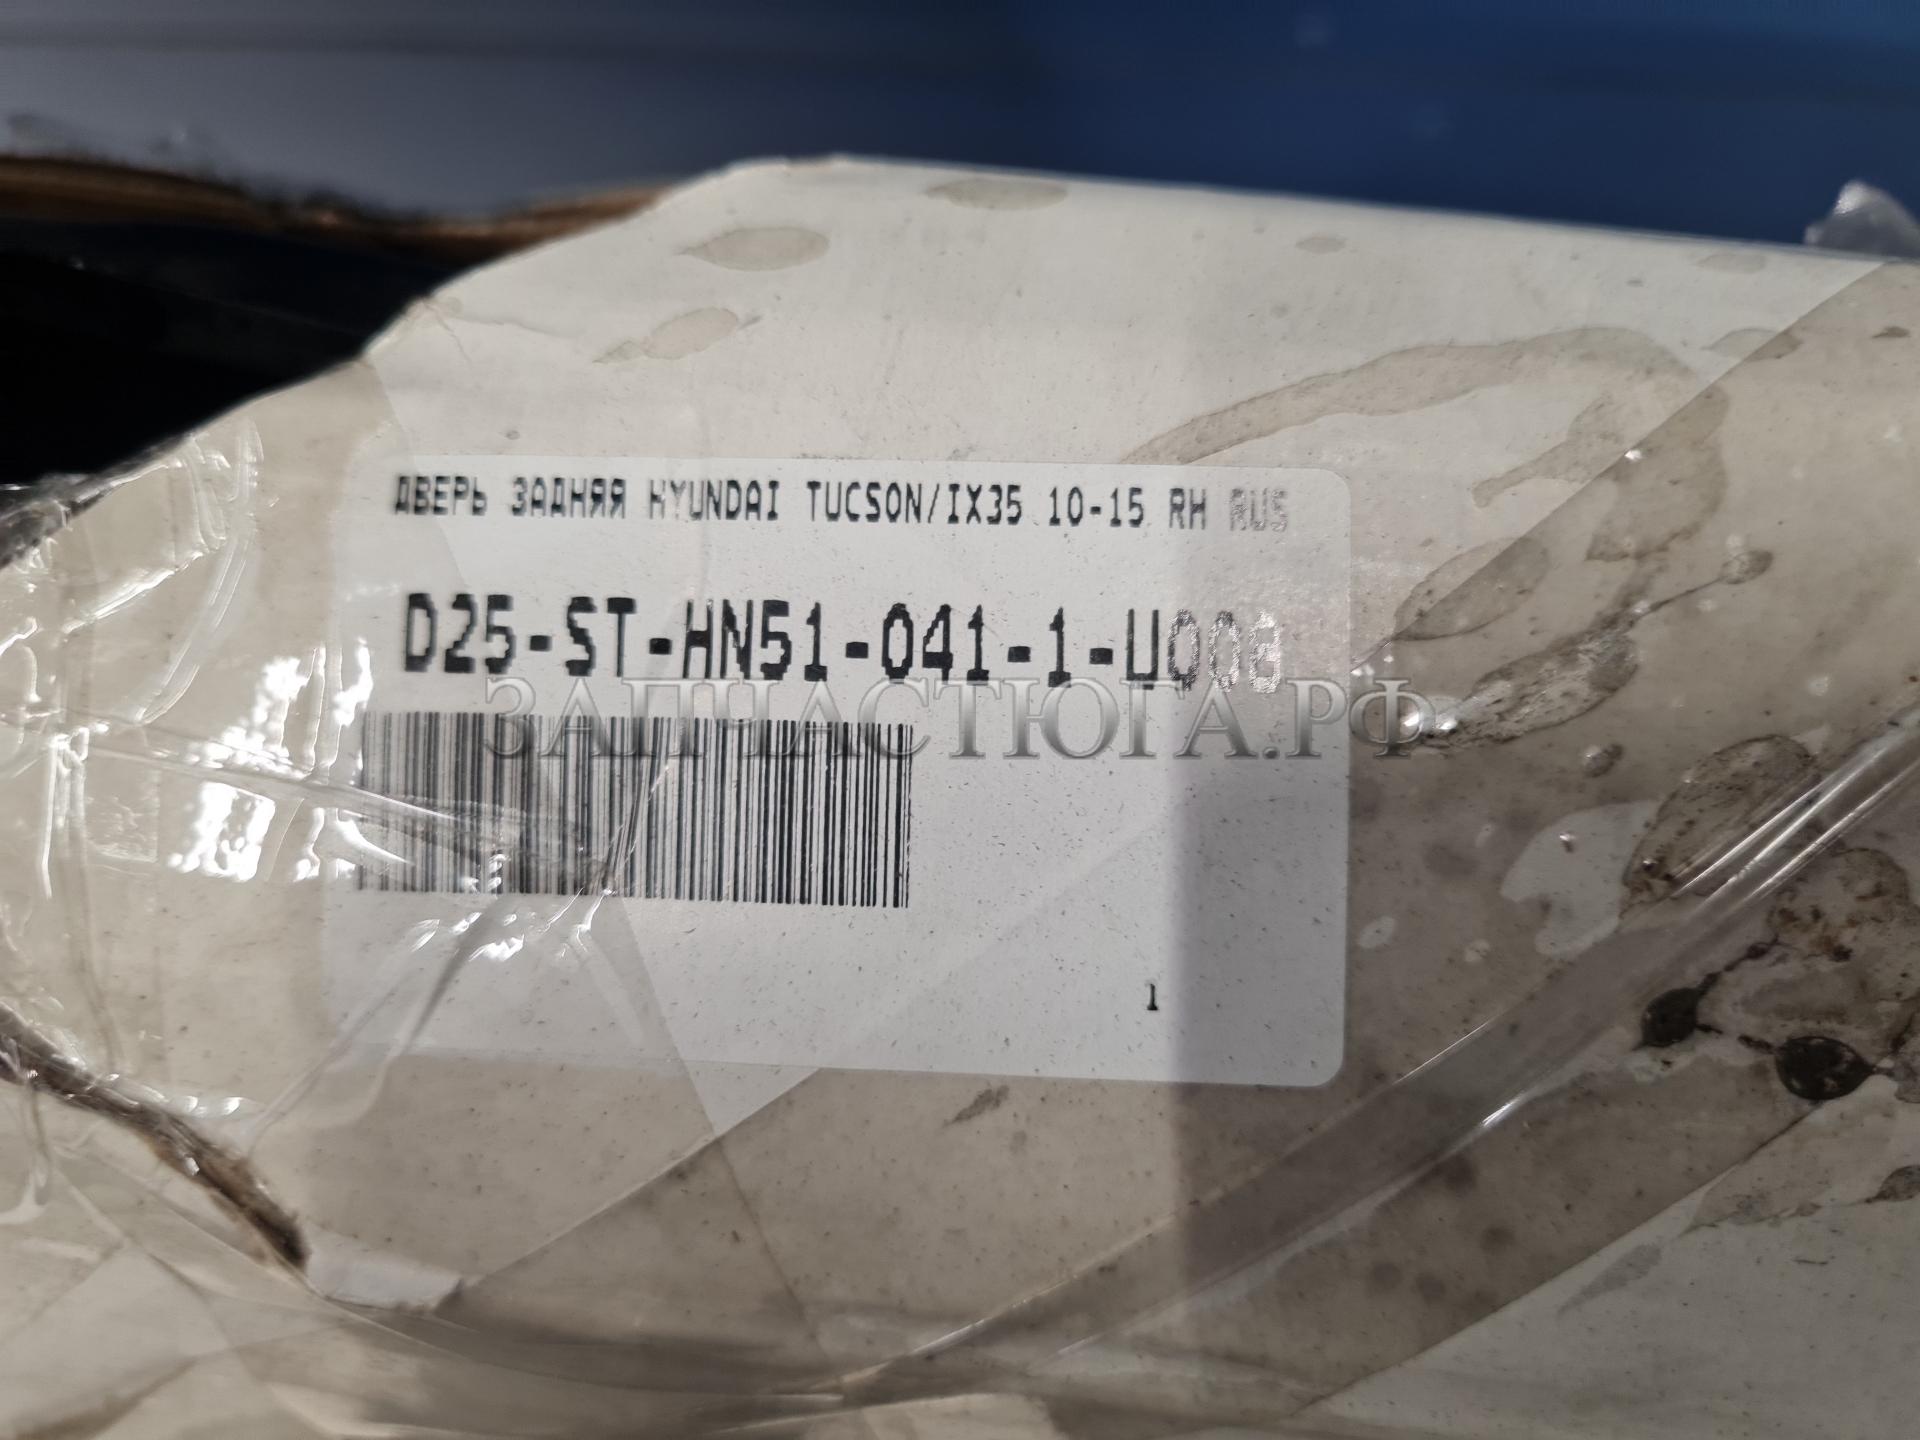 ДВЕРЬ ЗАДНЯЯ HYUNDAI TUCSON/IX35 10-15 RH RUS
D25-ST-HN51-041-1-U008
ЗАПЧАСТЮГА.РФ
1